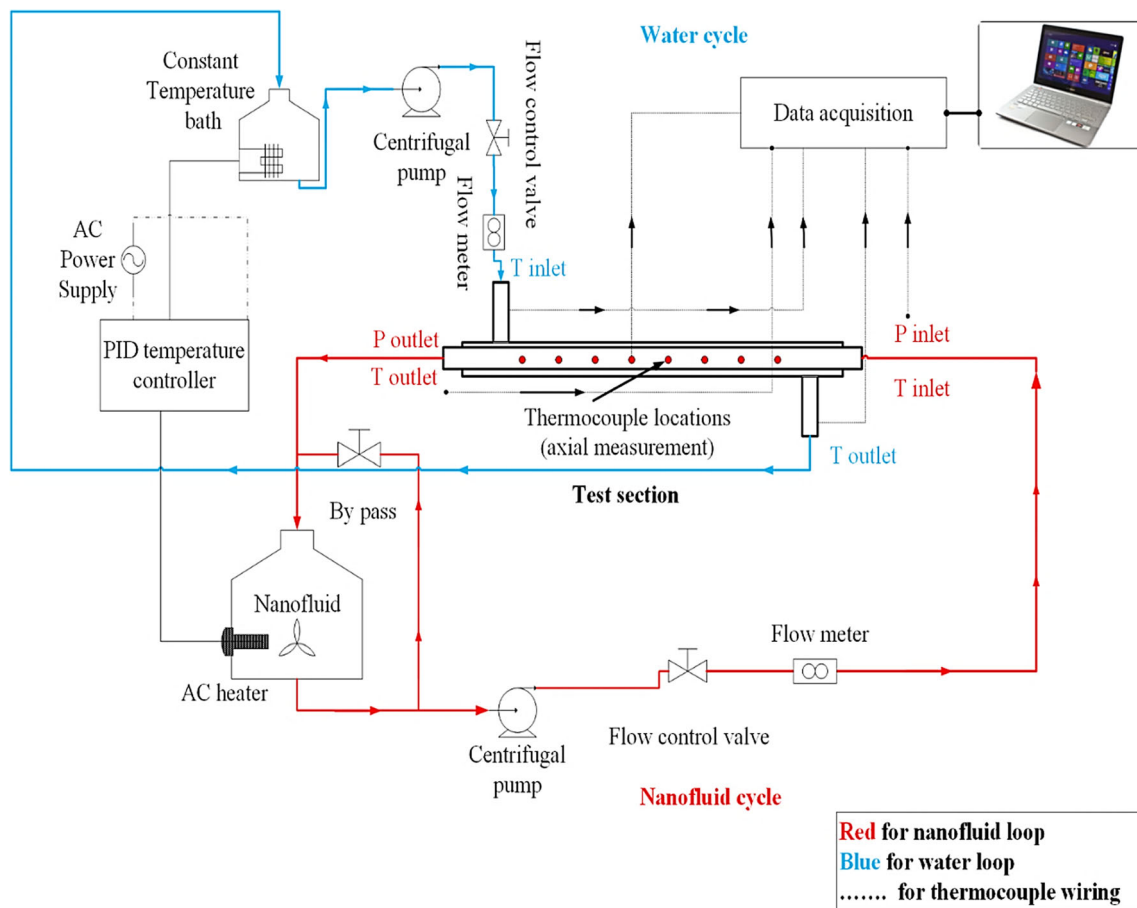 Water cycle
Constant
Temperature
bath
Centrifugal
pump
Flow control valve
Flow meter
Data acquisition
AC
Power
Supply
T inlet
PID temperature
controller
P outlet
T outlet
P inlet
T inlet
Thermocouple locations
(axial measurement)
T outlet
Test section
By pass
Nanofluid
AC heater
Flow meter
Centrifugal
pump
Flow control valve
Nanofluid cycle
Red for nanofluid loop
Blue for water loop
....... for thermocouple wiring